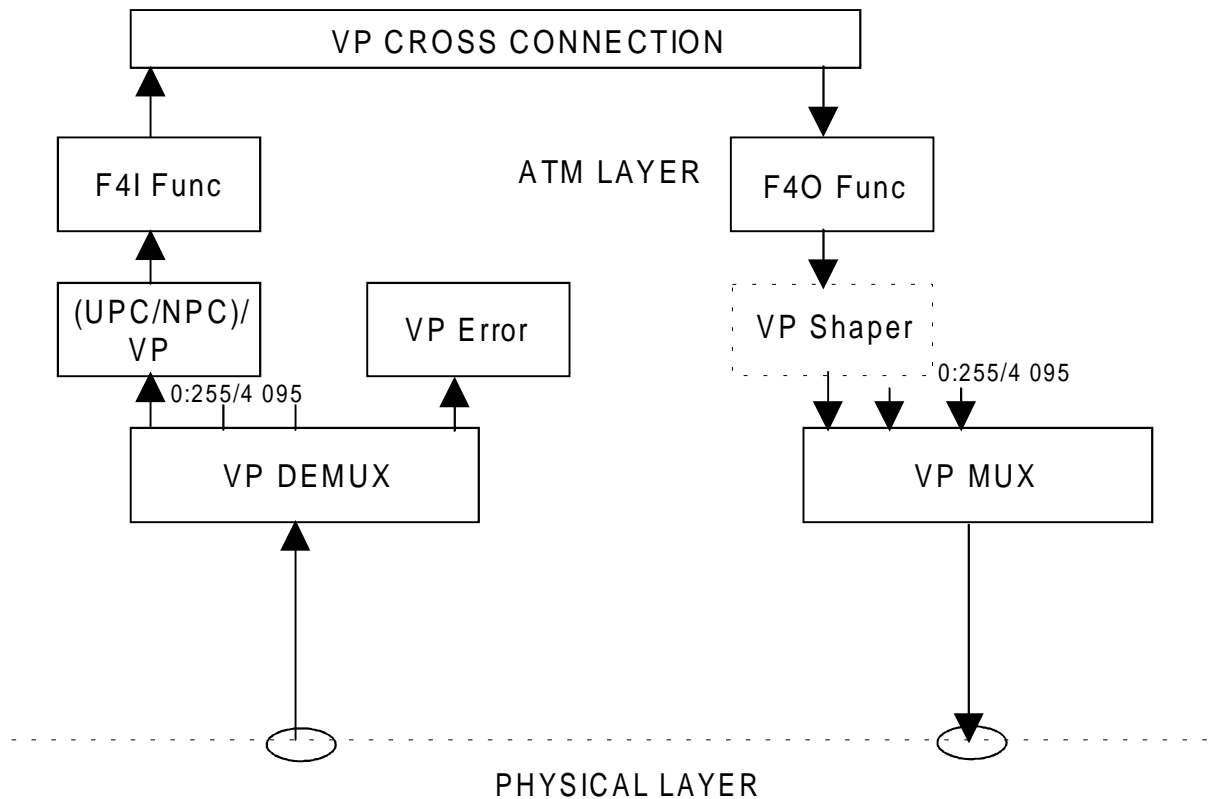 VP CROSS CONNECTION
F4I Func
ATM LAYER
F4O Func
(UPC/NPC)/
VP
VP Error
VP Shaper
0:255/4 095
0:255/4 095
VP DEMUX
VP MUX
PHYSICAL LAYER